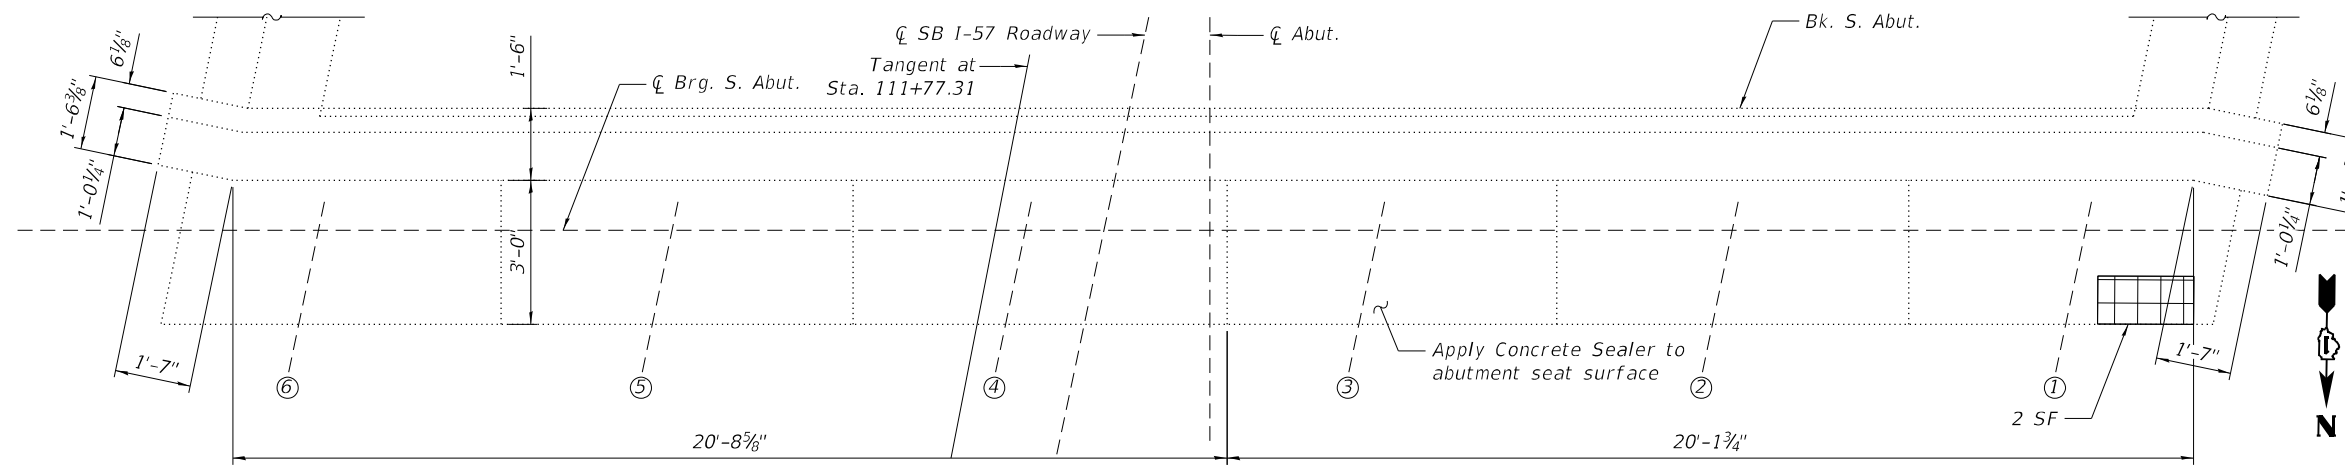 6⅛"
1'-6⅜"
1'-0¼"
1'-6"
3'-0"
℄ Brg. S. Abut.
℄ SB I-57 Roadway
Tangent at
Sta. 111+77.31
℄ Abut.
Bk. S. Abut.
6⅛"
1'-0¼"
1'-7"
1'-7"
6
5
4
3
2
1
Apply Concrete Sealer to
abutment seat surface
2 SF
20'-8⅝"
20'-1¾"
N